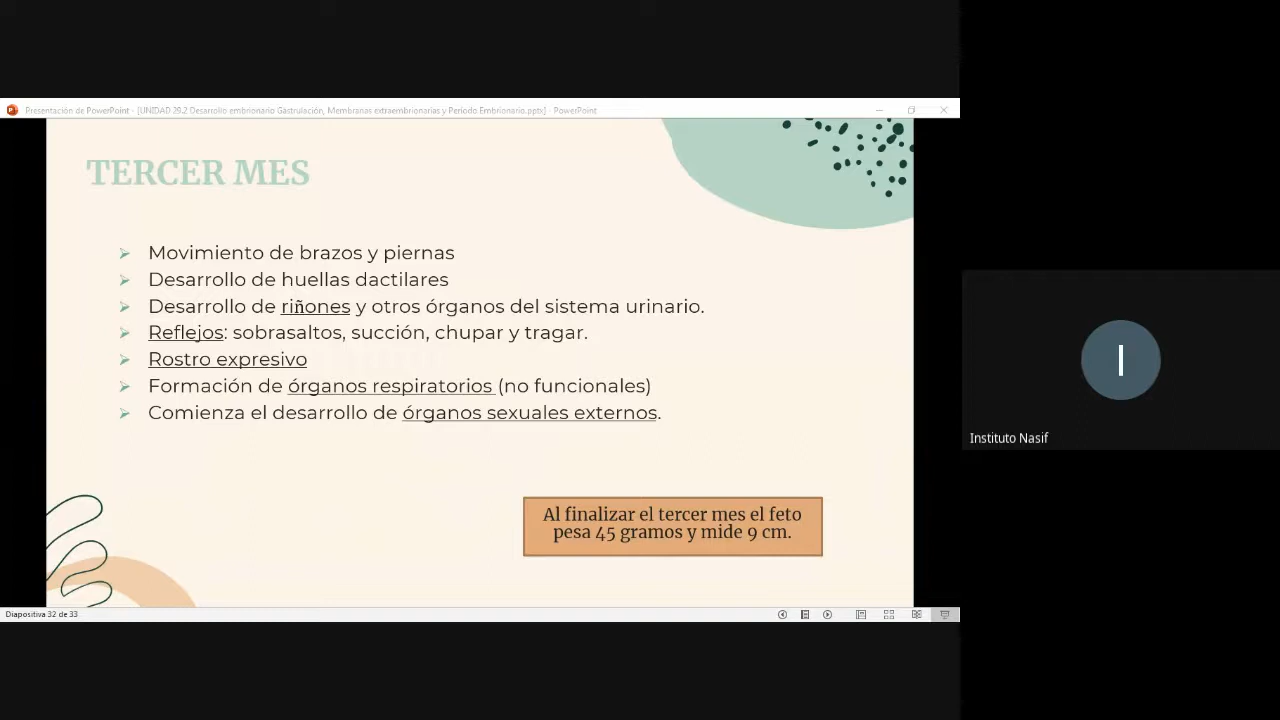 Presentación de PowerPoint - [UNIDAD 29.2 Desarrollo embrionario Gastrulación, Membranas extraembrionarias y Periodo Embrionario.pptx] - PowerPoint
TERCER MES
Movimiento de brazos y piernas
Desarrollo de huellas dactilares
Desarrollo de riñones y otros órganos del sistema urinario.
Reflejos: sobrasaltos, succión, chupar y tragar.
Rostro expresivo
Formación de órganos respiratorios (no funcionales)
Comienza el desarrollo de órganos sexuales externos.
Al finalizar el tercer mes el feto
pesa 45 gramos y mide 9 cm.
Diapositiva 32 de 33
I
Instituto Nasif